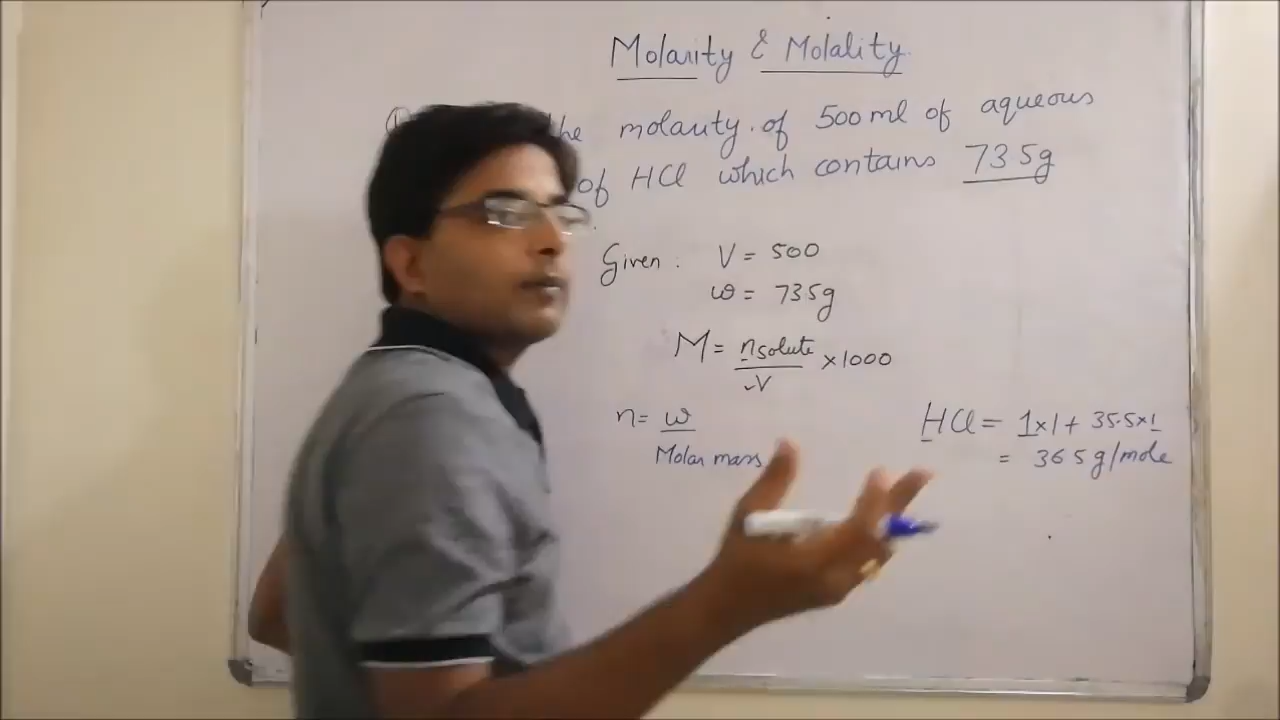 Molarity & Molality
the molarity of 500 ml of aqueous
of HCl which contains 73.5g
Given : V = 500
w = 73.5g
M = nsolute × 1000
V
n = w
Molar mass
HCl = 1×1 + 35.5×1
= 36.5 g/mole